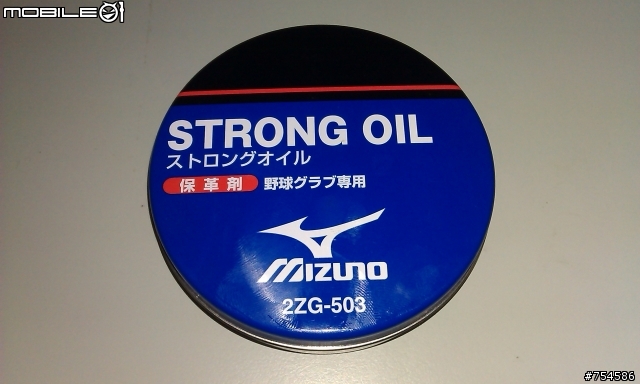 MOBILE01
STRONG OIL
ストロングオイル
保革剤 野球グラブ専用
MIZUNO
2ZG-503
#754586